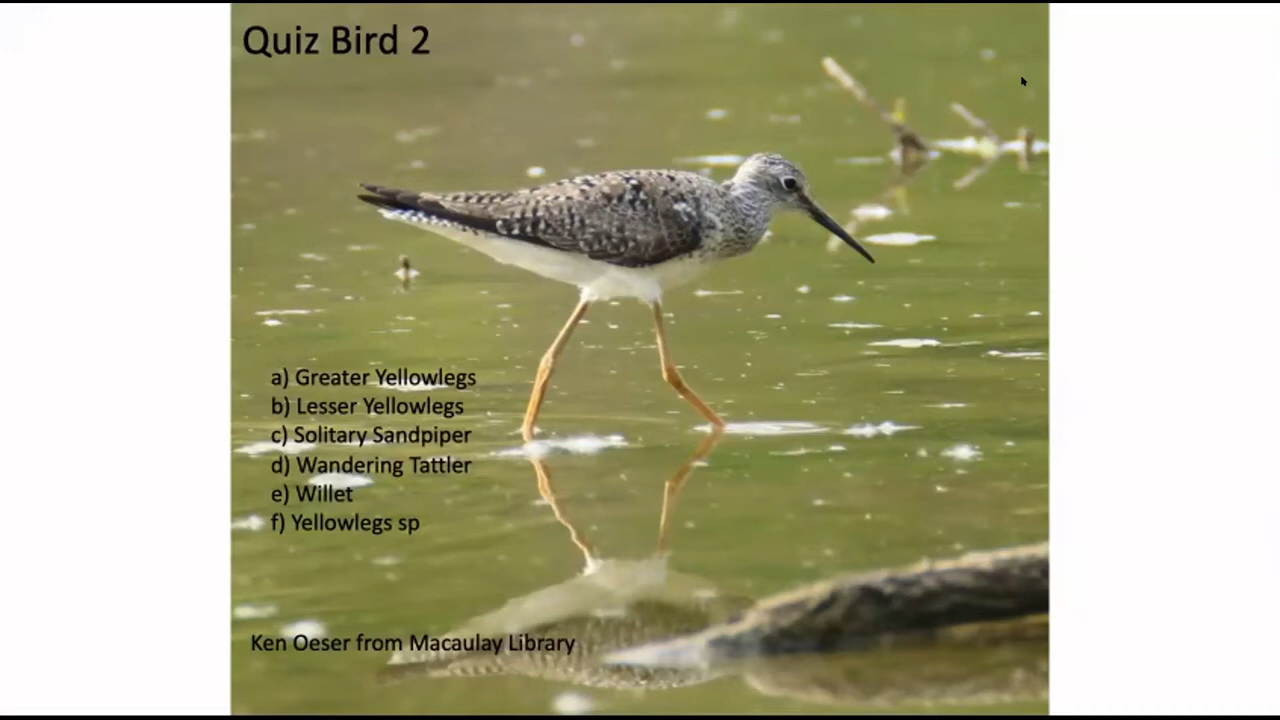 Quiz Bird 2
a) Greater Yellowlegs
b) Lesser Yellowlegs
c) Solitary Sandpiper
d) Wandering Tattler
e) Willet
f) Yellowlegs sp
Ken Oeser from Macaulay Library